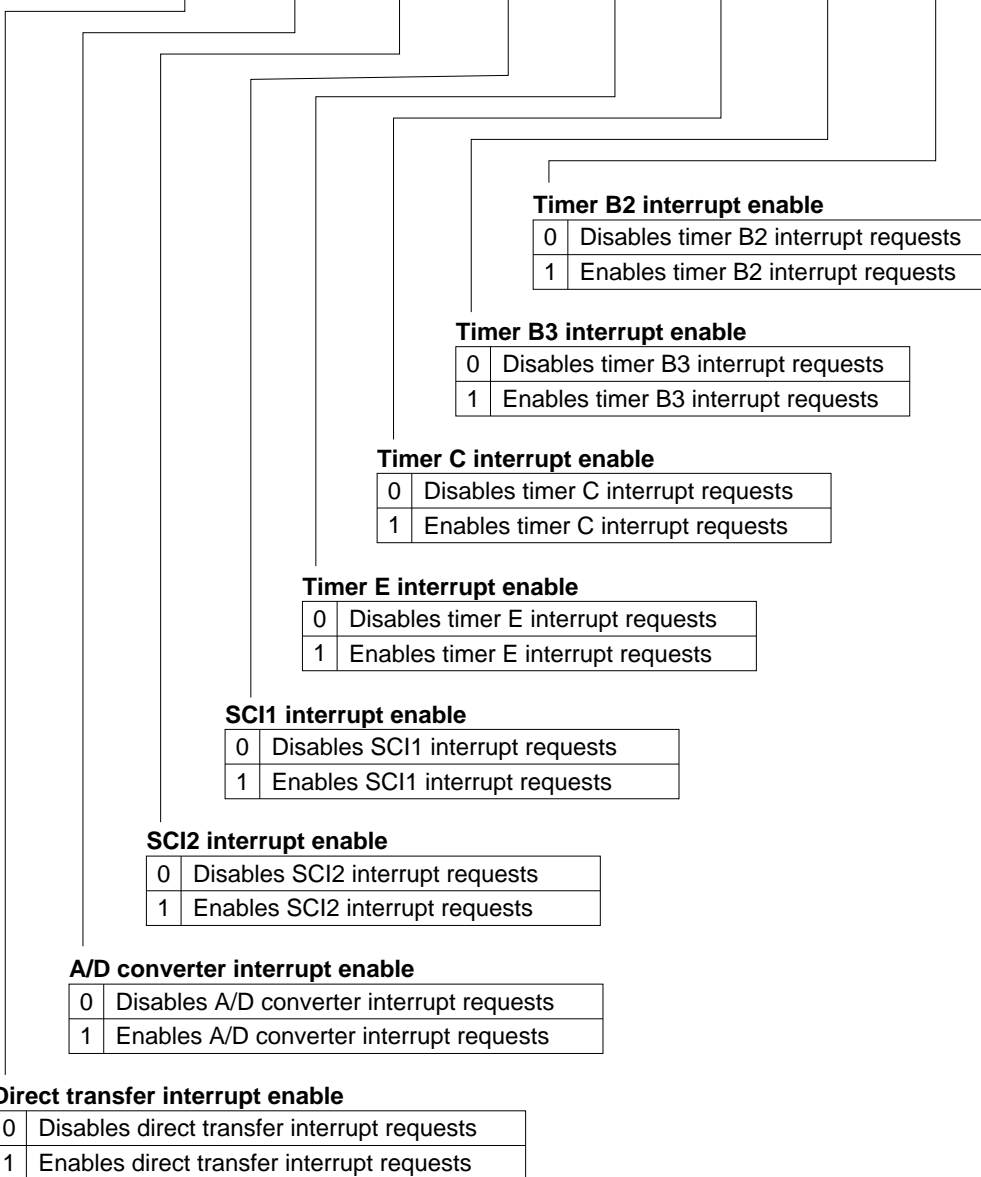 Timer B2 interrupt enable
0 Disables timer B2 interrupt requests
1 Enables timer B2 interrupt requests
Timer B3 interrupt enable
0 Disables timer B3 interrupt requests
1 Enables timer B3 interrupt requests
Timer C interrupt enable
0 Disables timer C interrupt requests
1 Enables timer C interrupt requests
Timer E interrupt enable
0 Disables timer E interrupt requests
1 Enables timer E interrupt requests
SCI1 interrupt enable
0 Disables SCI1 interrupt requests
1 Enables SCI1 interrupt requests
SCI2 interrupt enable
0 Disables SCI2 interrupt requests
1 Enables SCI2 interrupt requests
A/D converter interrupt enable
0 Disables A/D converter interrupt requests
1 Enables A/D converter interrupt requests
Direct transfer interrupt enable
0 Disables direct transfer interrupt requests
1 Enables direct transfer interrupt requests